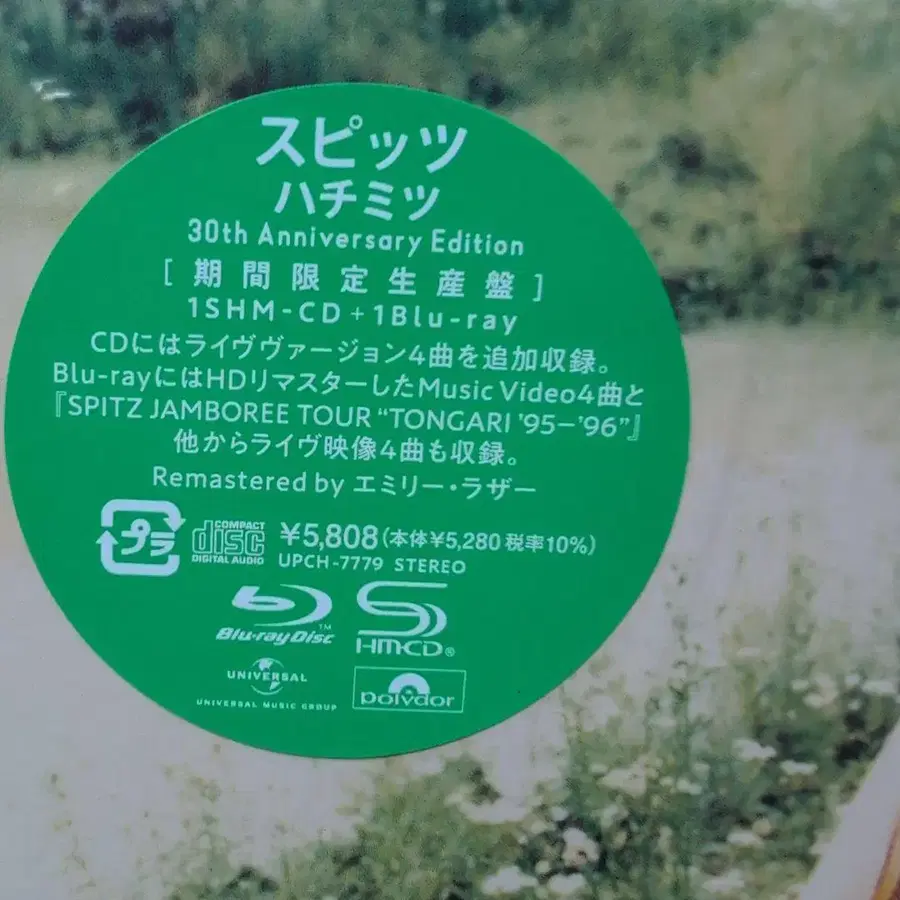 スピッツ
ハチミツ
30th Anniversary Edition
[期間限定生産盤]
1SHM-CD+1Blu-ray
CDにはライヴヴァージョン4曲を追加収録。
Blu-rayにはHDリマスターしたMusic Video4曲と
『SPITZ JAMBOREE TOUR “TONGARI '95−'96”』
他からライヴ映像4曲も収録。
Remastered by エミリー・ラザー
プラ
COMPACT
disc
DIGITAL AUDIO
¥5,808(本体¥5,280 税率10%)
UPCH-7779 STEREO
Blu-ray Disc™
SHM-CD®
UNIVERSAL
UNIVERSAL MUSIC GROUP
polydor